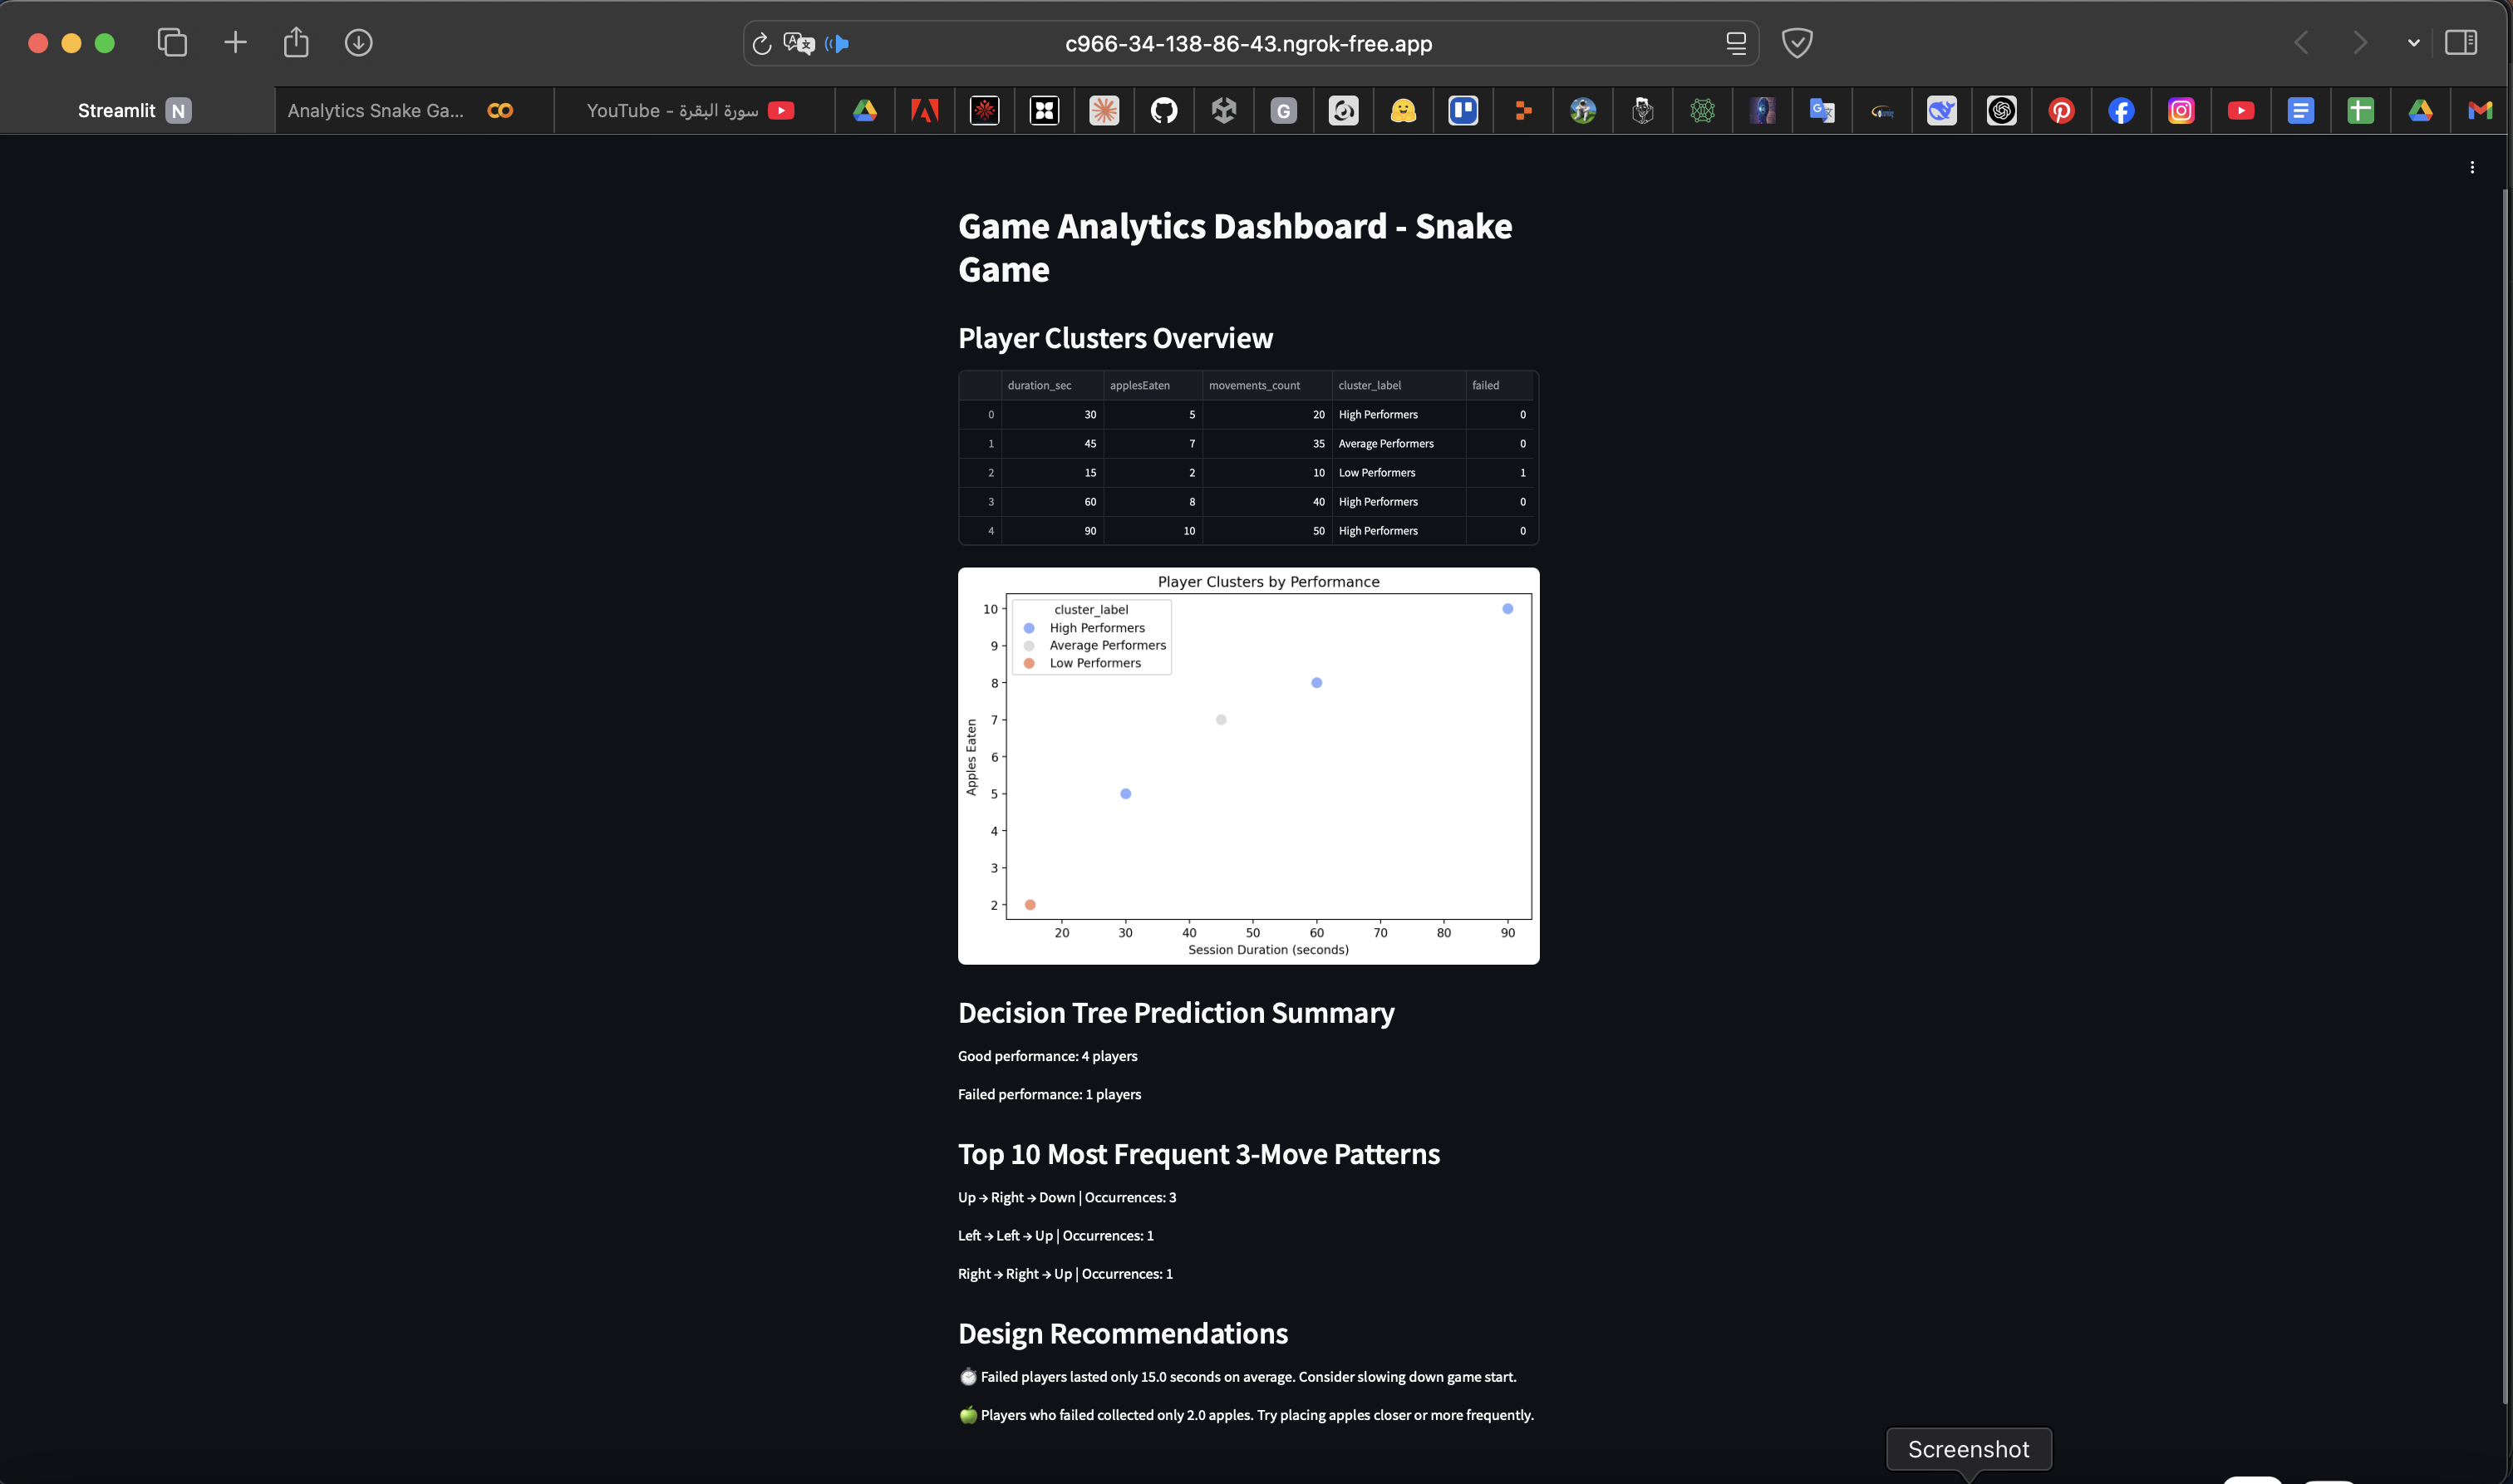 c966-34-138-86-43.ngrok-free.app
Streamlit N
Analytics Snake Ga...
سورة البقرة - YouTube
G
Game Analytics Dashboard - Snake
Game
Player Clusters Overview
duration_sec applesEaten movements_count cluster_label failed
0 30 5 20 High Performers 0
1 45 7 35 Average Performers 0
2 15 2 10 Low Performers 1
3 60 8 40 High Performers 0
4 90 10 50 High Performers 0
Player Clusters by Performance
cluster_label
High Performers
Average Performers
Low Performers
10
9
8
7
6
5
4
3
2
Apples Eaten
20 30 40 50 60 70 80 90
Session Duration (seconds)
Decision Tree Prediction Summary
Good performance: 4 players
Failed performance: 1 players
Top 10 Most Frequent 3-Move Patterns
Up → Right → Down | Occurrences: 3
Left → Left → Up | Occurrences: 1
Right → Right → Up | Occurrences: 1
Design Recommendations
⏱️ Failed players lasted only 15.0 seconds on average. Consider slowing down game start.
🍏 Players who failed collected only 2.0 apples. Try placing apples closer or more frequently.
Screenshot